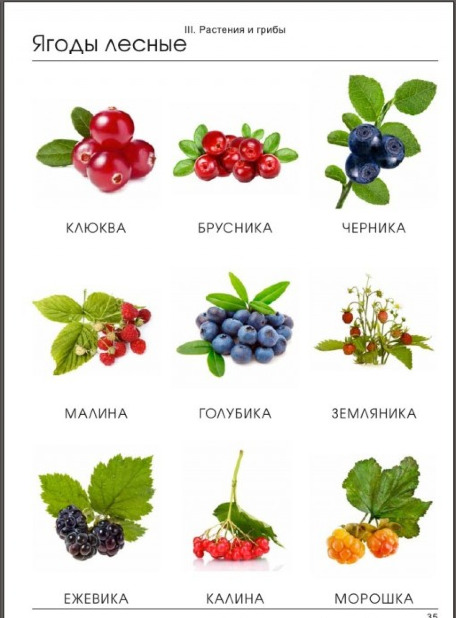 III. Растения и грибы
Ягоды лесные
КЛЮКВА БРУСНИКА ЧЕРНИКА
МАЛИНА ГОЛУБИКА ЗЕМЛЯНИКА
ЕЖЕВИКА КАЛИНА МОРОШКА
35